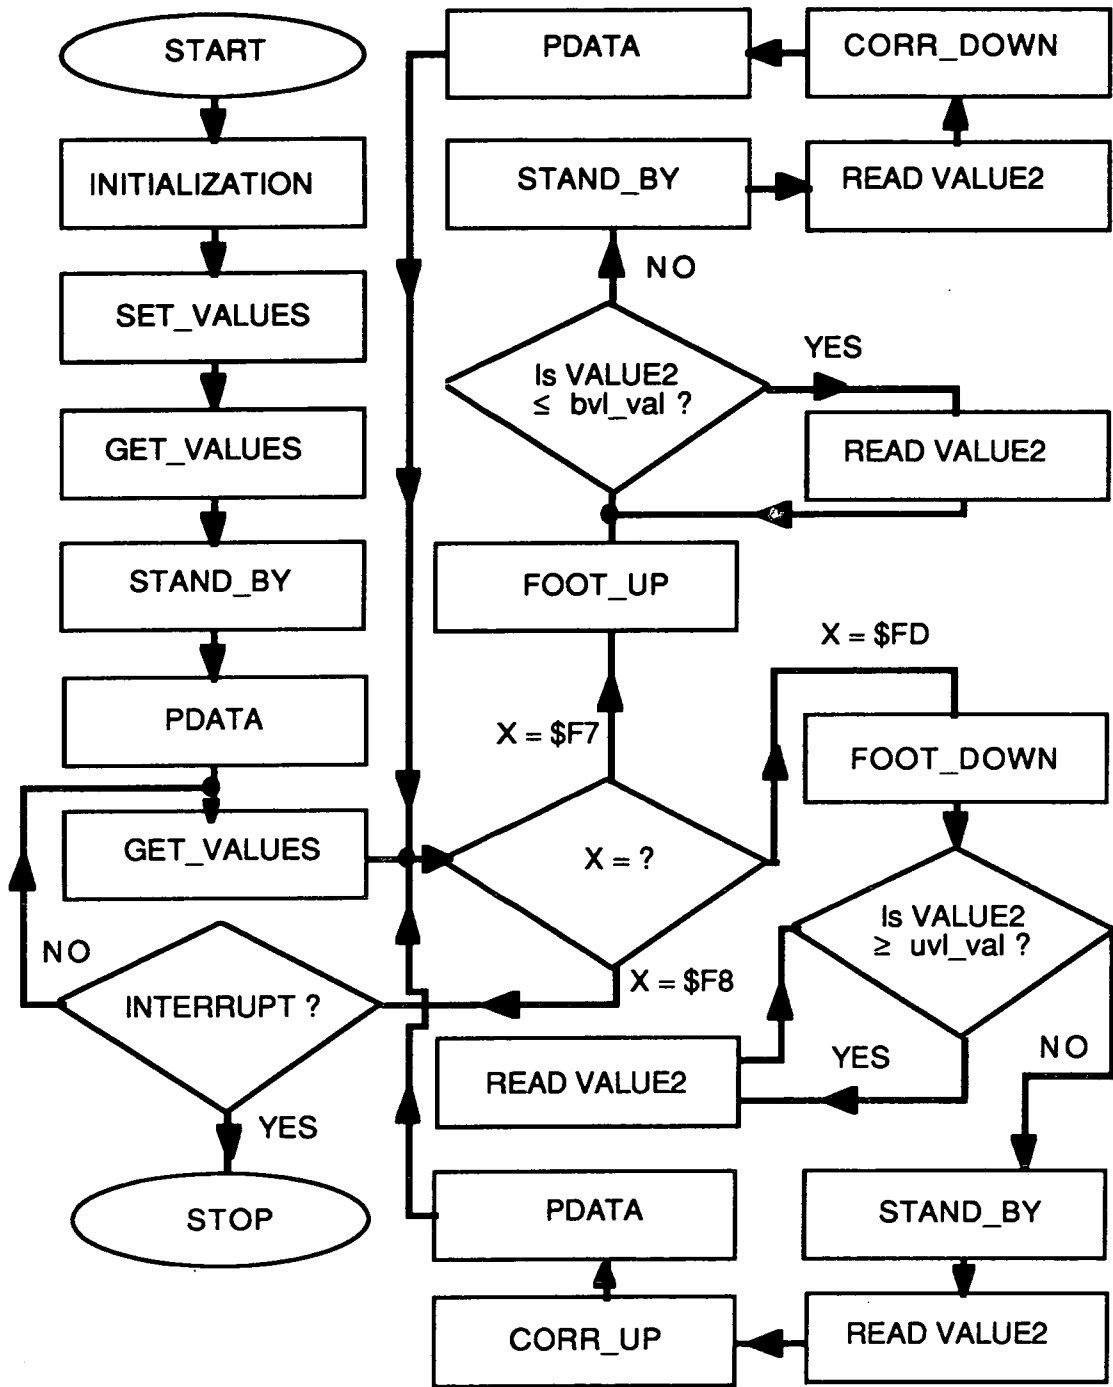 START
INITIALIZATION
SET_VALUES
GET_VALUES
STAND_BY
PDATA
GET_VALUES
NO
INTERRUPT ?
YES
STOP
PDATA
CORR_DOWN
STAND_BY
READ VALUE2
NO
Is VALUE2
≤ bvl_val ?
YES
READ VALUE2
FOOT_UP
X = $F7
X = $FD
FOOT_DOWN
X = ?
Is VALUE2
≥ uvl_val ?
X = $F8
YES
NO
READ VALUE2
PDATA
STAND_BY
CORR_UP
READ VALUE2